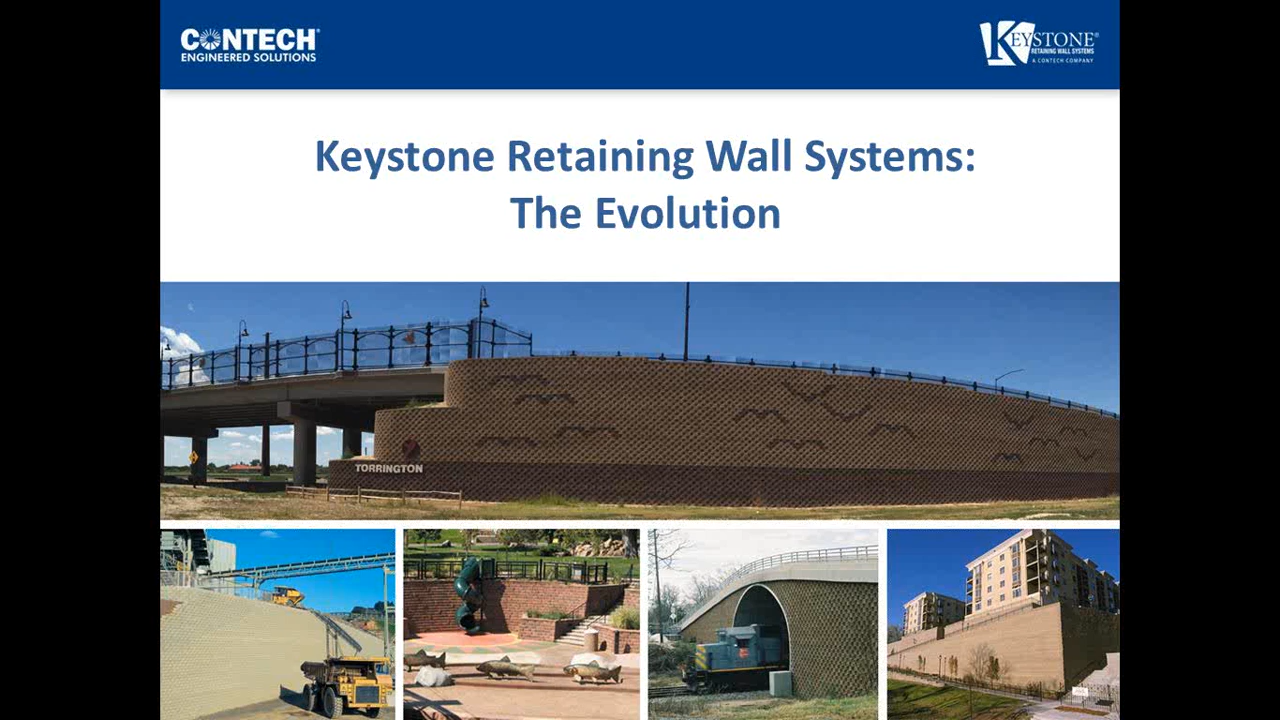 CONTECH®
ENGINEERED SOLUTIONS
KEYSTONE®
RETAINING WALL SYSTEMS
A CONTECH COMPANY
Keystone Retaining Wall Systems:
The Evolution
TORRINGTON